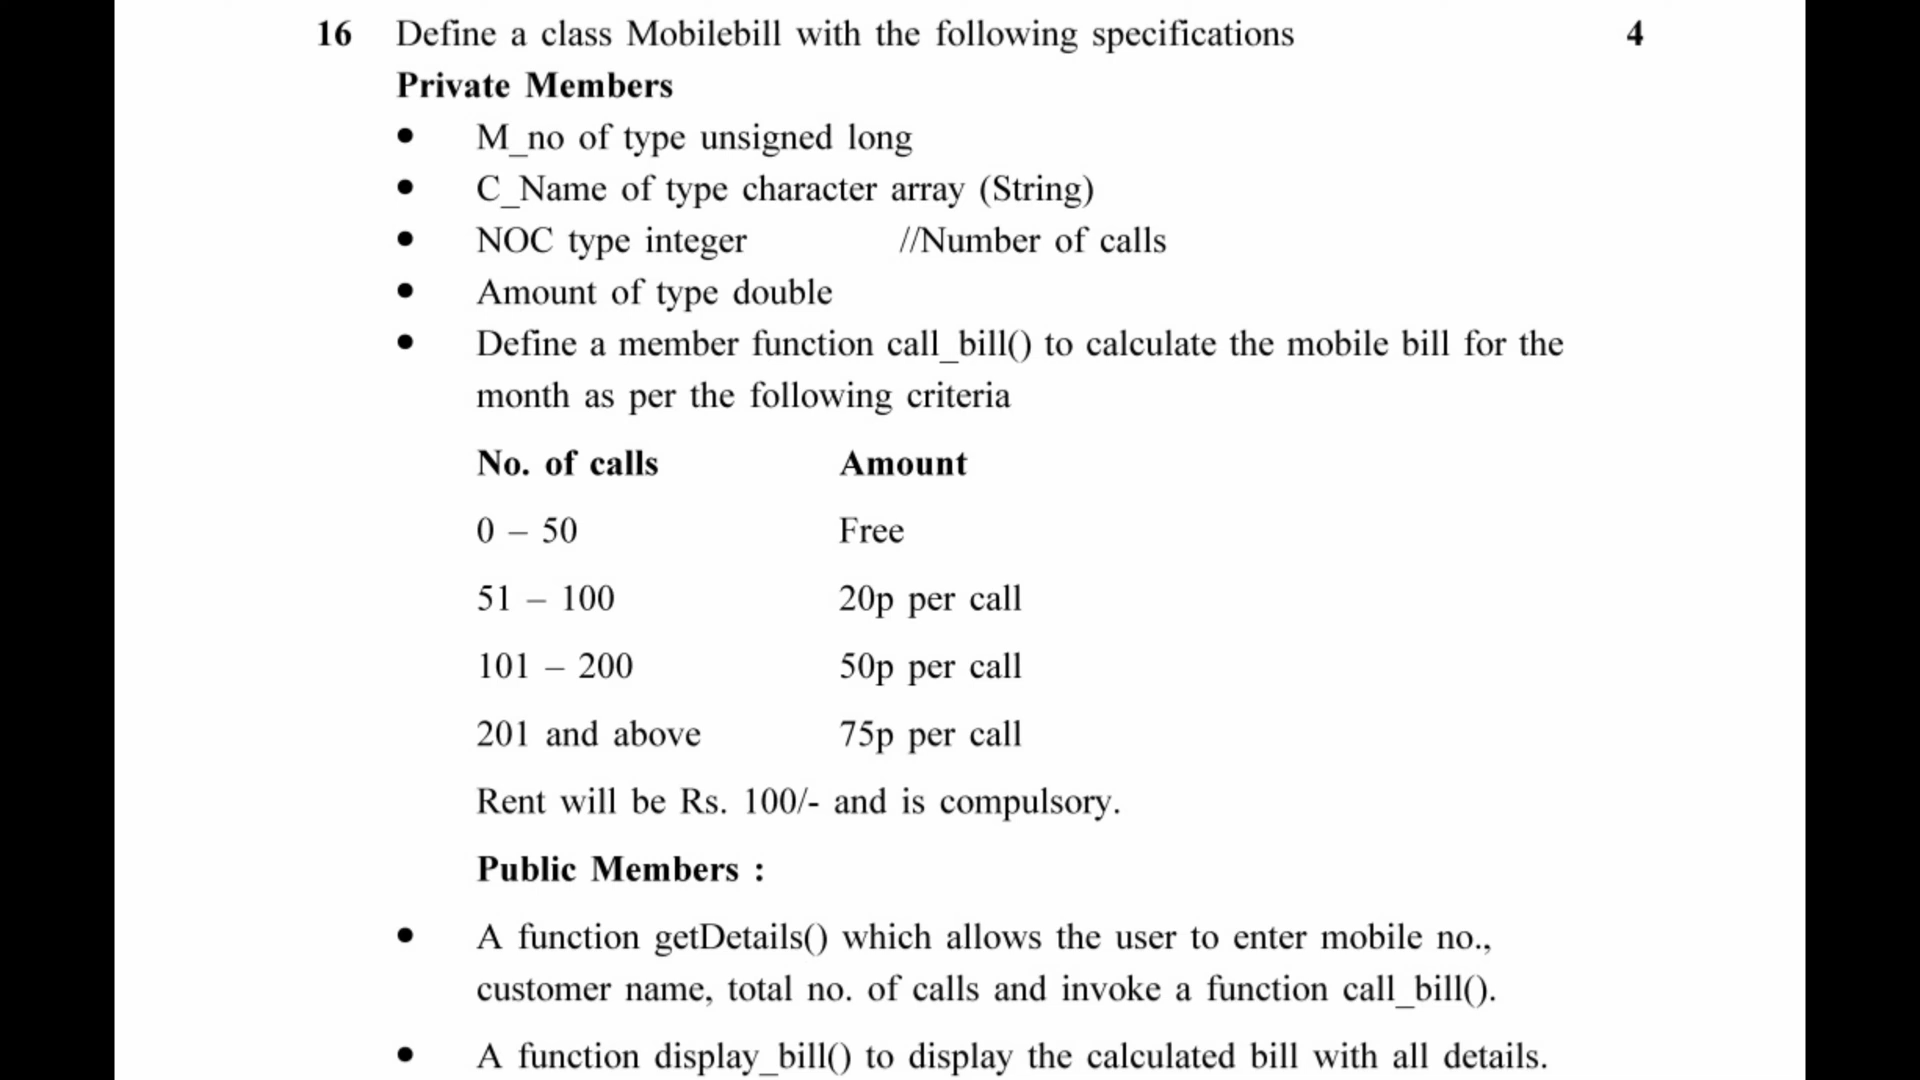 16 Define a class Mobilebill with the following specifications 4
Private Members
• M_no of type unsigned long
• C_Name of type character array (String)
• NOC type integer //Number of calls
• Amount of type double
• Define a member function call_bill() to calculate the mobile bill for the
month as per the following criteria
No. of calls Amount
0 – 50 Free
51 – 100 20p per call
101 – 200 50p per call
201 and above 75p per call
Rent will be Rs. 100/- and is compulsory.
Public Members :
• A function getDetails() which allows the user to enter mobile no.,
customer name, total no. of calls and invoke a function call_bill().
• A function display_bill() to display the calculated bill with all details.